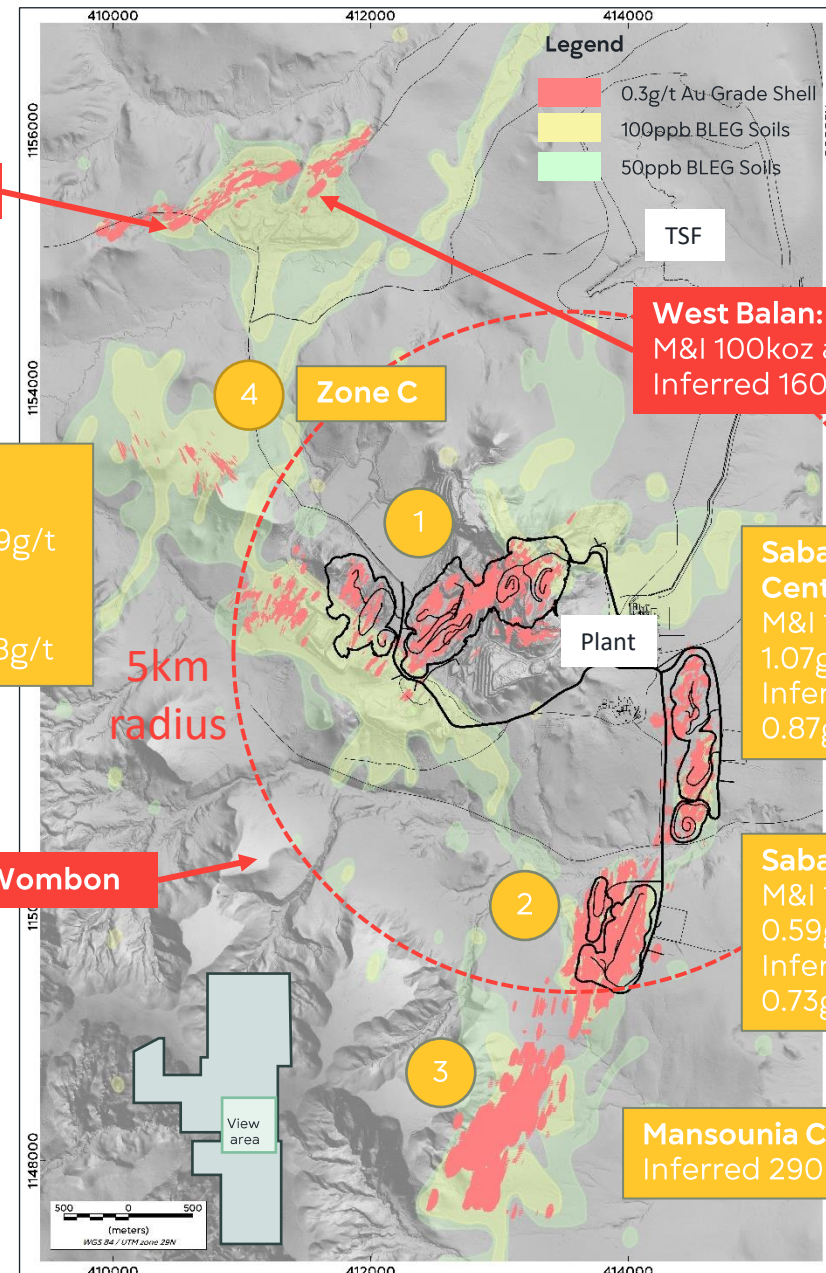 410000
412000
414000
Legend
0.3g/t Au Grade Shell
100ppb BLEG Soils
50ppb BLEG Soils
1156000
TSF
West Balan:
M&I 100koz
Inferred 160
1154000
4
Zone C
9g/t
1
Saba
Cent
M&I
1.07g
Infer
0.87g
Plant
5km
radius
Wombon
2
Saba
M&I
0.59g
Infer
0.73g
3
View
area
Mansounia C
Inferred 290
1148000
500
0
500
(meters)
WGS 84 / UTM zone 29N
410000
412000
414000